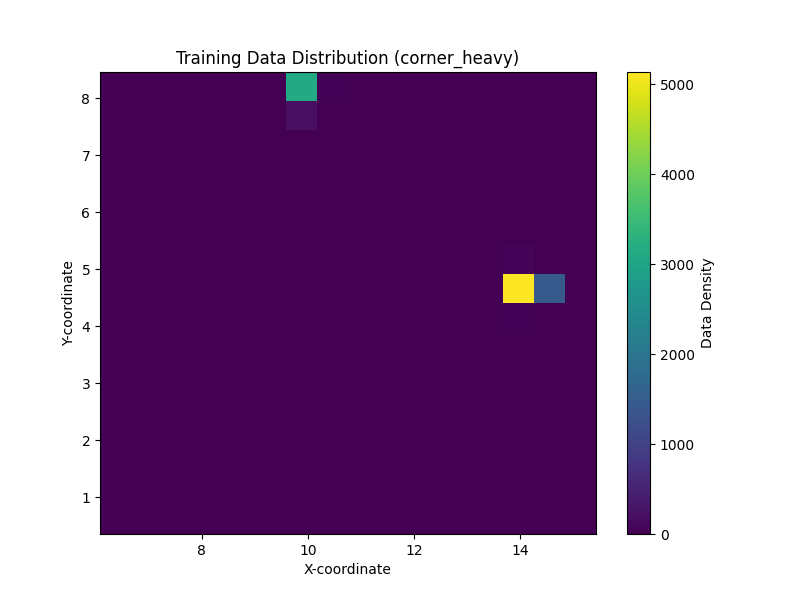 Training Data Distribution (corner_heavy)
8
7
6
5
4
3
2
1
Y-coordinate
8 10 12 14
X-coordinate
5000
4000
3000
2000
1000
0
Data Density